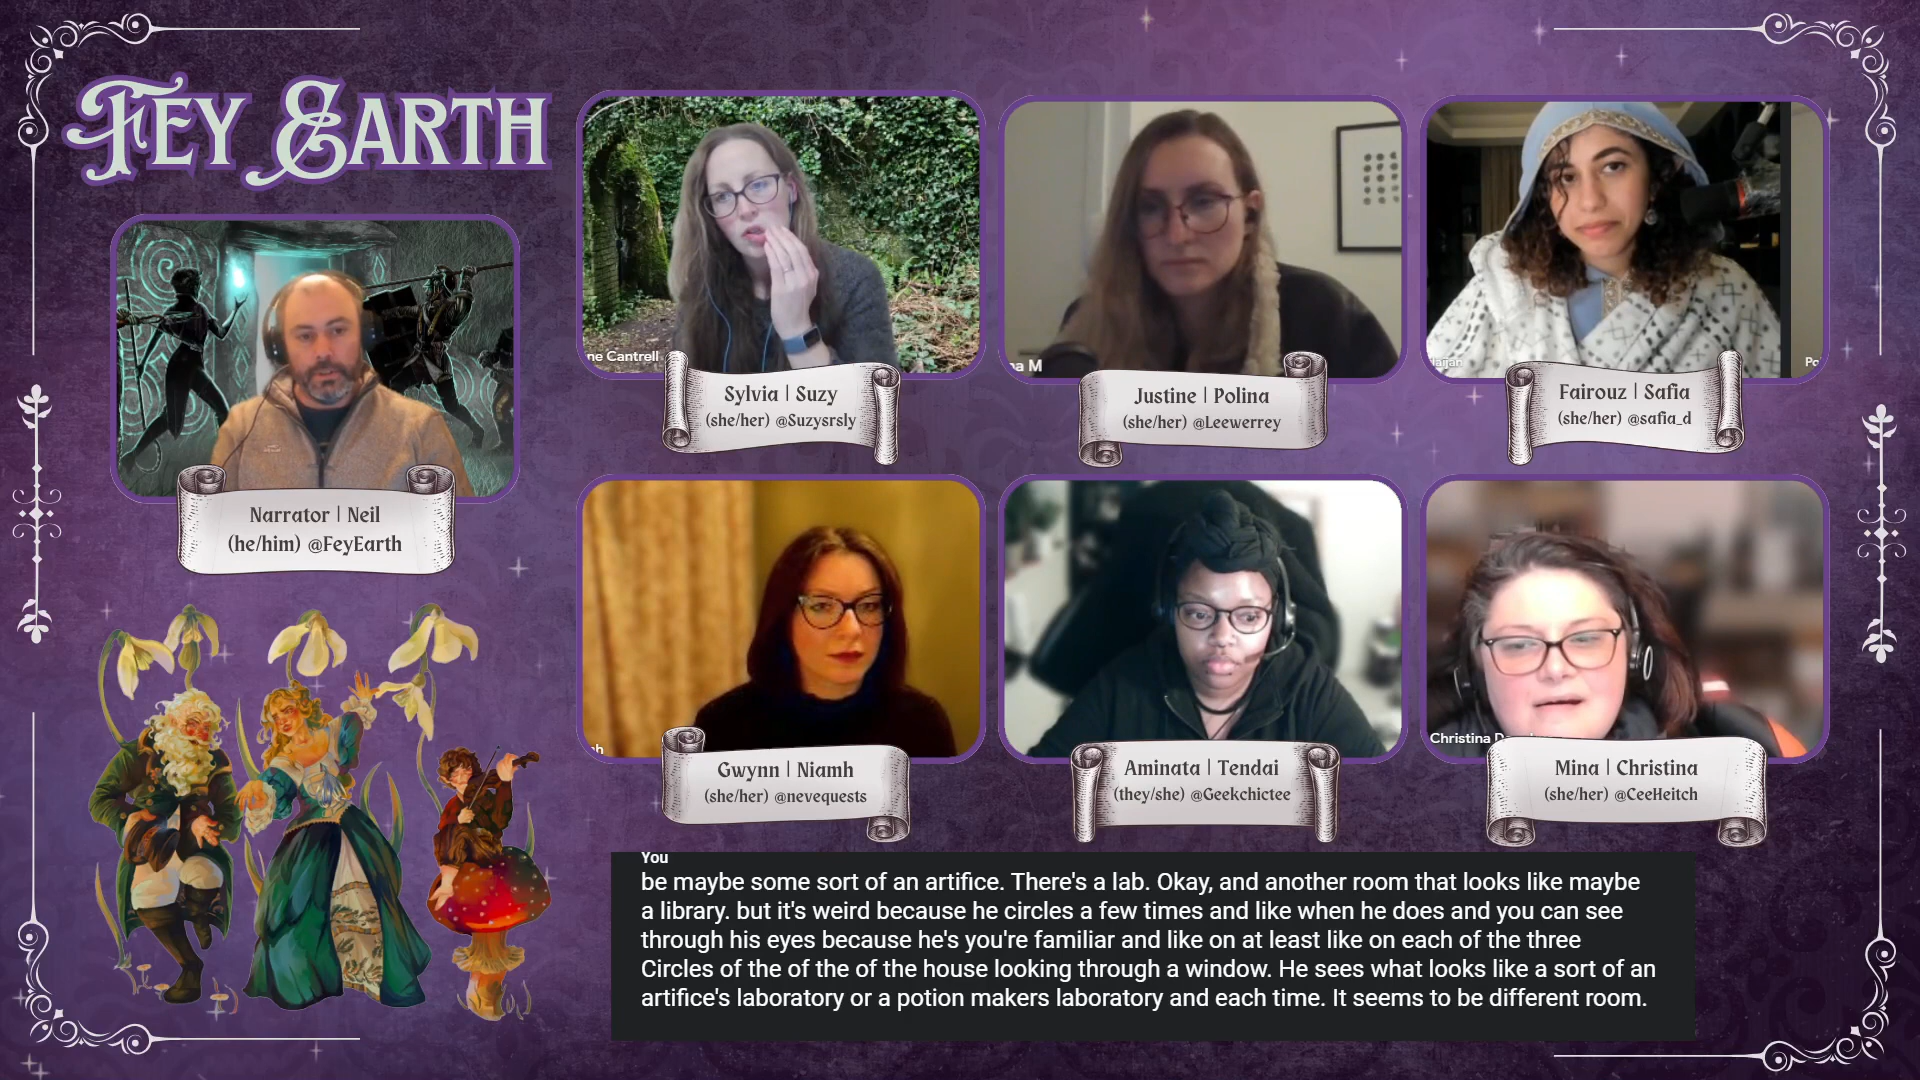 FEY EARTH
ne Cantrell
na M
Sylvia | Suzy
(she/her) @Suzysrsly
Justine | Polina
(she/her) @Leewerrey
Fairouz | Safia
(she/her) @safia_d
Narrator | Neil
(he/him) @FeyEarth
Christina
Gwynn | Niamh
(she/her) @nevequests
Aminata | Tendai
(they/she) @Geekchictee
Mina | Christina
(she/her) @CeeHeitch
You
be maybe some sort of an artifice. There's a lab. Okay, and another room that looks like maybe
a library. but it's weird because he circles a few times and like when he does and you can see
through his eyes because he's you're familiar and like on at least like on each of the three
Circles of the of the of the house looking through a window. He sees what looks like a sort of an
artifice's laboratory or a potion makers laboratory and each time. It seems to be different room.